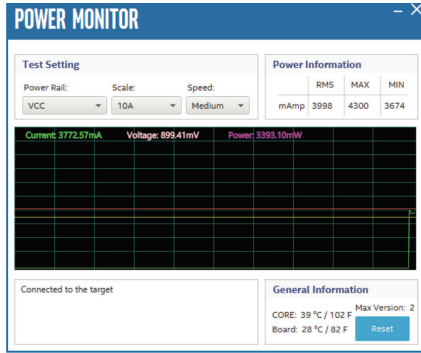 POWER MONITOR
Test Setting
Power Rail: Scale: Speed:
VCC 10A Medium
Power Information
RMS MAX MIN
mAmp 3998 4300 3674
Current: 3772.57mA Voltage: 899.41mV Power: 3393.10mW
Connected to the target
General Information
Max Version: 2
CORE: 39 °C / 102 F
Board: 28 °C / 82 F
Reset